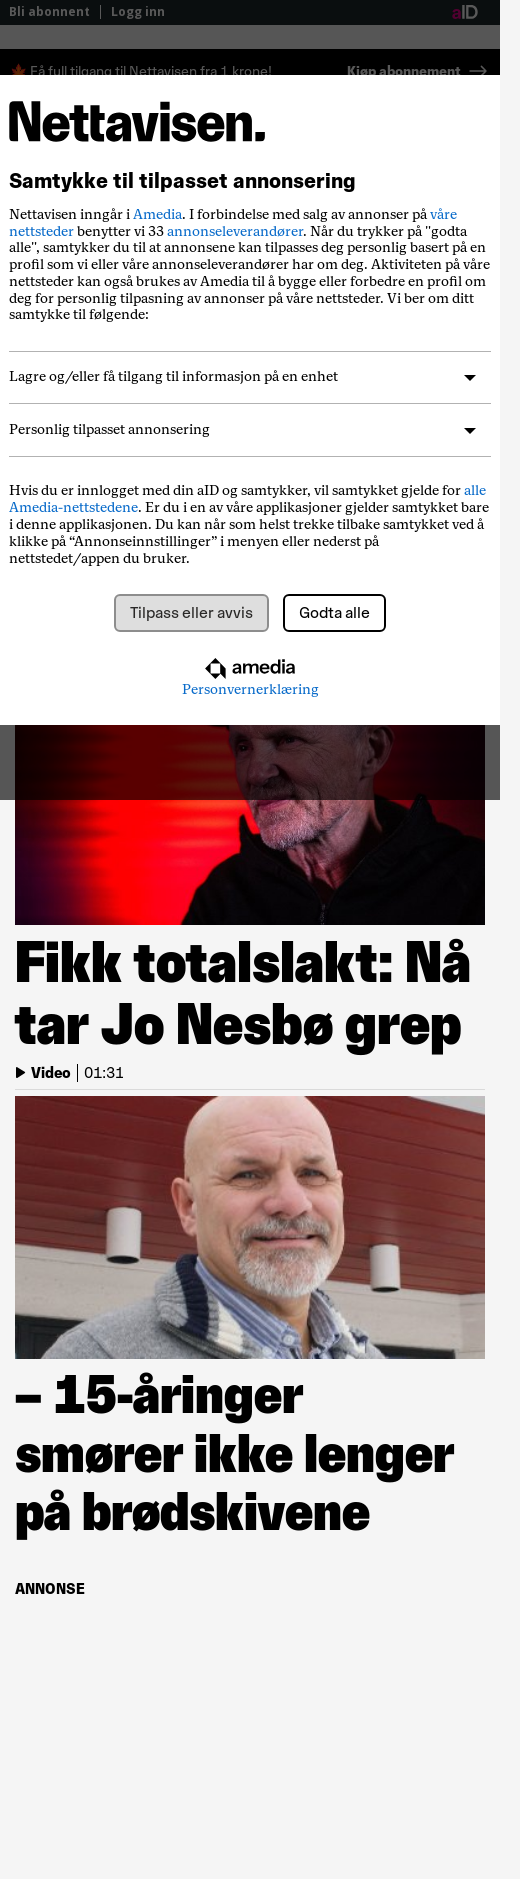 Bli abonnent | Logg inn
aID
🍁 Få full tilgang til Nettavisen fra 1 krone!
Kjøp abonnement →
Nettavisen.
Samtykke til tilpasset annonsering
Nettavisen inngår i Amedia. I forbindelse med salg av annonser på våre
nettsteder benytter vi 33 annonseleverandører. Når du trykker på "godta
alle", samtykker du til at annonsene kan tilpasses deg personlig basert på en
profil som vi eller våre annonseleverandører har om deg. Aktiviteten på våre
nettsteder kan også brukes av Amedia til å bygge eller forbedre en profil om
deg for personlig tilpasning av annonser på våre nettsteder. Vi ber om ditt
samtykke til følgende:
Lagre og/eller få tilgang til informasjon på en enhet
Personlig tilpasset annonsering
Hvis du er innlogget med din aID og samtykker, vil samtykket gjelde for alle
Amedia-nettstedene. Er du i en av våre applikasjoner gjelder samtykket bare
i denne applikasjonen. Du kan når som helst trekke tilbake samtykket ved å
klikke på “Annonseinnstillinger” i menyen eller nederst på
nettstedet/appen du bruker.
Tilpass eller avvis
Godta alle
amedia
Personvernerklæring
Fikk totalslakt: Nå
tar Jo Nesbø grep
Video | 01:31
– 15-åringer
smører ikke lenger
på brødskivene
ANNONSE